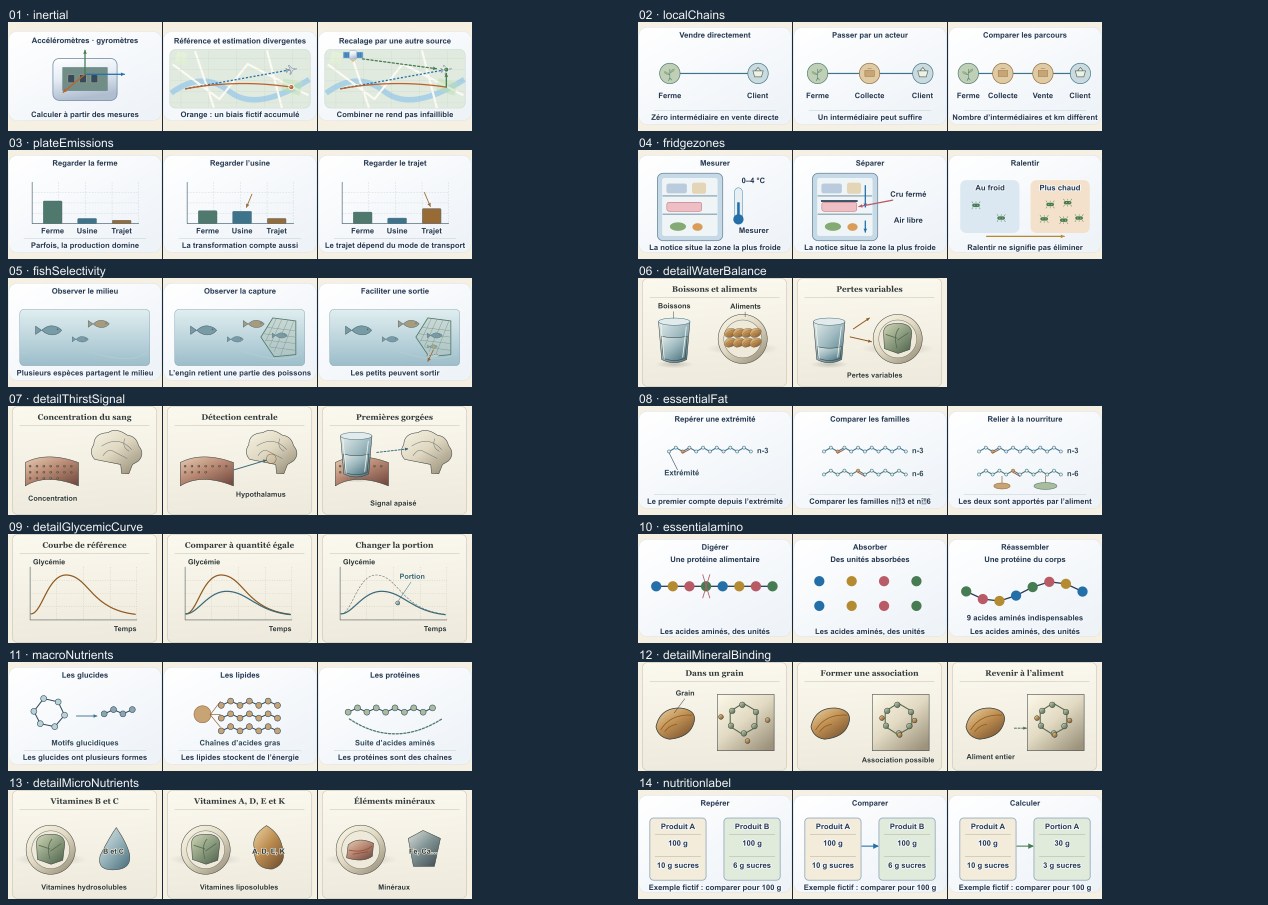 01 · inertial
Accéléromètres · gyromètres
Calculer à partir des mesures
Référence et estimation divergentes
Orange : un biais fictif accumulé
Recalage par une autre source
Combiner ne rend pas infaillible
02 · localChains
Vendre directement
Ferme Client
Zéro intermédiaire en vente directe
Passer par un acteur
Ferme Collecte Client
Un intermédiaire peut suffire
Comparer les parcours
Ferme Collecte Vente Client
Nombre d'intermédiaires et km diffèrent
03 · plateEmissions
Regarder la ferme
Ferme Usine Trajet
Parfois, la production domine
Regarder l'usine
Ferme Usine Trajet
La transformation compte aussi
Regarder le trajet
Ferme Usine Trajet
Le trajet dépend du mode de transport
04 · fridgezones
Mesurer
0–4 °C
Mesurer
La notice situe la zone la plus froide
Séparer
Cru fermé
Air libre
La notice situe la zone la plus froide
Ralentir
Au froid Plus chaud
Ralentir ne signifie pas éliminer
05 · fishSelectivity
Observer le milieu
Plusieurs espèces partagent le milieu
Observer la capture
L'engin retient une partie des poissons
Faciliter une sortie
Les petits peuvent sortir
06 · detailWaterBalance
Boissons et aliments
Boissons Aliments
Pertes variables
Pertes variables
07 · detailThirstSignal
Concentration du sang
Concentration
Détection centrale
Hypothalamus
Premières gorgées
Signal apaisé
08 · essentialFat
Repérer une extrémité
n-3
Extrémité
Le premier compte depuis l'extrémité
Comparer les familles
n-3
n-6
Comparer les familles n3 et n6
Relier à la nourriture
n-3
n-6
Les deux sont apportés par l'aliment
09 · detailGlycemicCurve
Courbe de référence
Glycémie
Temps
Comparer à quantité égale
Glycémie
Temps
Changer la portion
Glycémie
Portion
Temps
10 · essentialamino
Digérer
Une protéine alimentaire
Les acides aminés, des unités
Absorber
Des unités absorbées
Les acides aminés, des unités
Réassembler
Une protéine du corps
9 acides aminés indispensables
Les acides aminés, des unités
11 · macroNutrients
Les glucides
Motifs glucidiques
Les glucides ont plusieurs formes
Les lipides
Chaînes d'acides gras
Les lipides stockent de l'énergie
Les protéines
Suite d'acides aminés
Les protéines sont des chaînes
12 · detailMineralBinding
Dans un grain
Grain
Former une association
Association possible
Revenir à l'aliment
Aliment entier
13 · detailMicroNutrients
Vitamines B et C
B et C
Vitamines hydrosolubles
Vitamines A, D, E et K
A, D, E, K
Vitamines liposolubles
Éléments minéraux
Fe, Ca…
Minéraux
14 · nutritionlabel
Repérer
Produit A Produit B
100 g 100 g
10 g sucres 6 g sucres
Exemple fictif : comparer pour 100 g
Comparer
Produit A Produit B
100 g 100 g
10 g sucres 6 g sucres
Exemple fictif : comparer pour 100 g
Calculer
Produit A Portion A
100 g 30 g
10 g sucres 3 g sucres
Exemple fictif : comparer pour 100 g